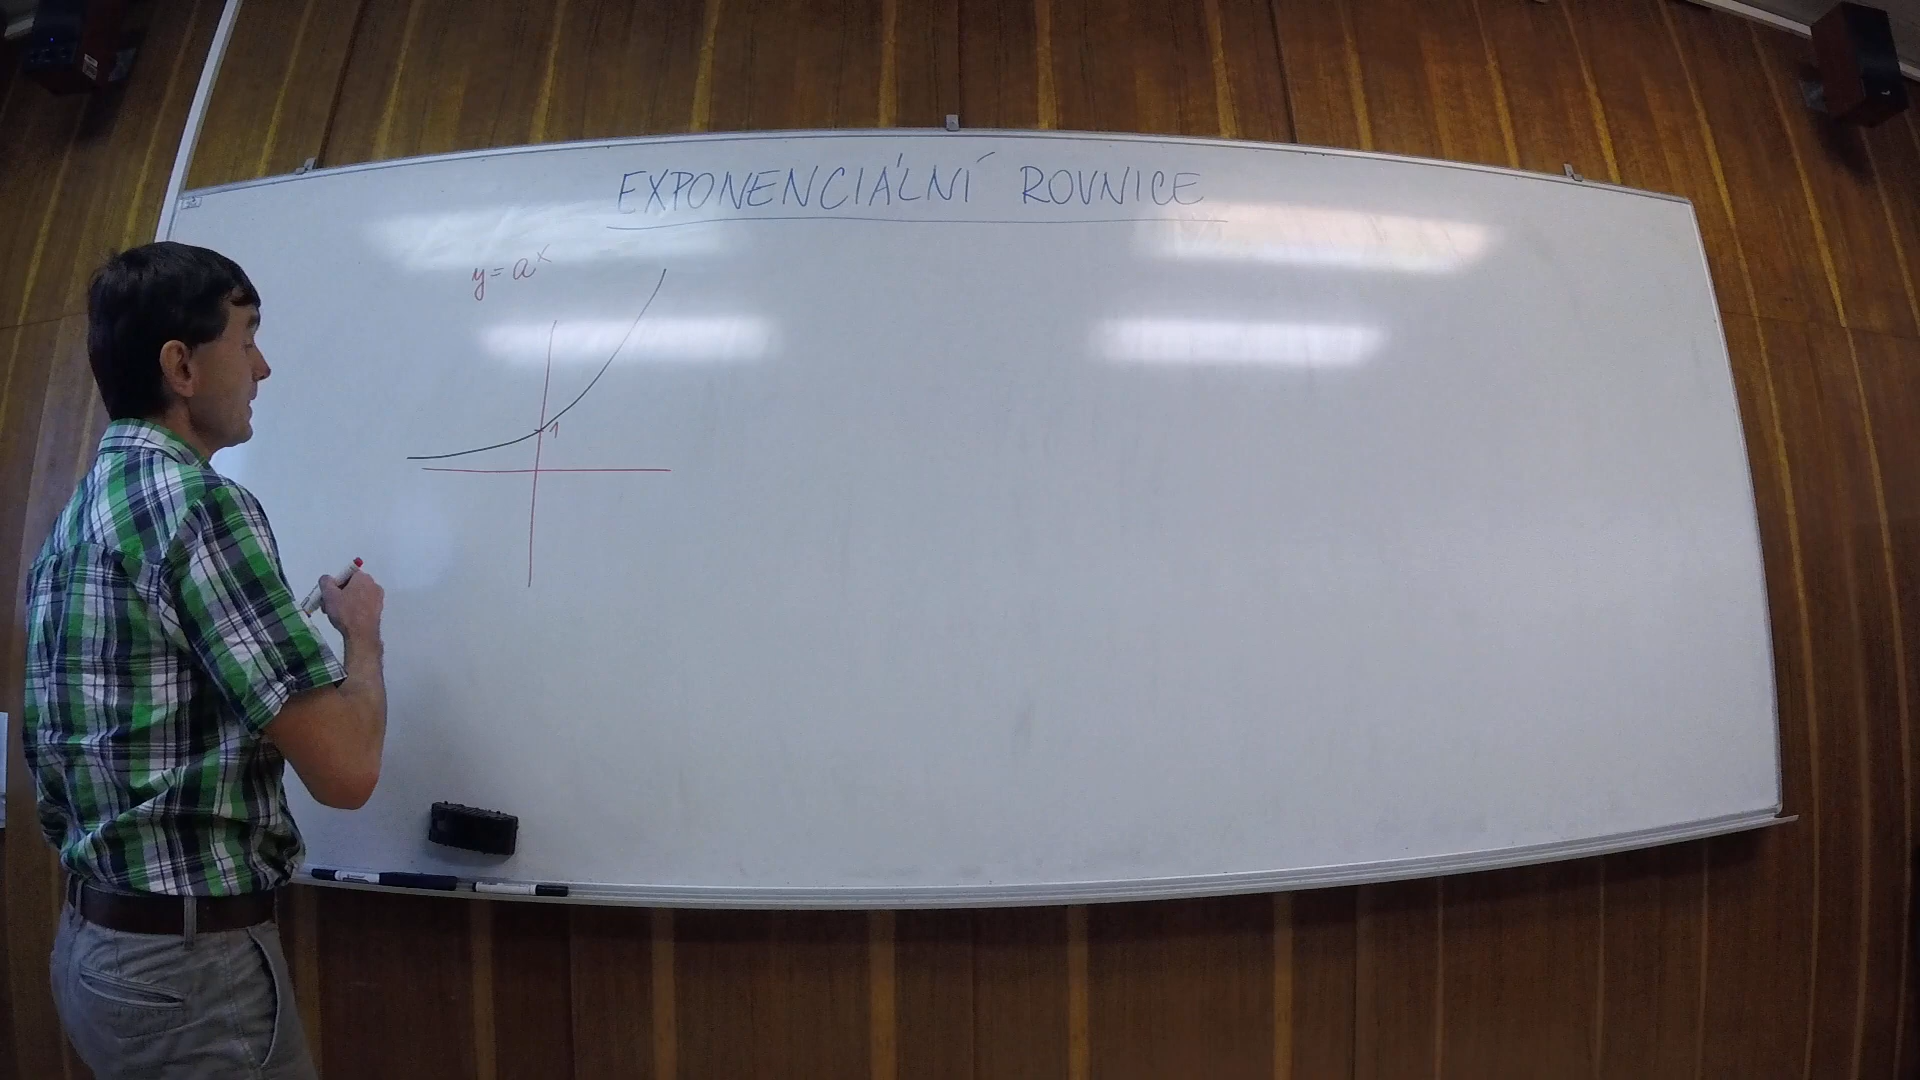 EXPONENCIÁLNÍ ROVNICE
y = a^x
1